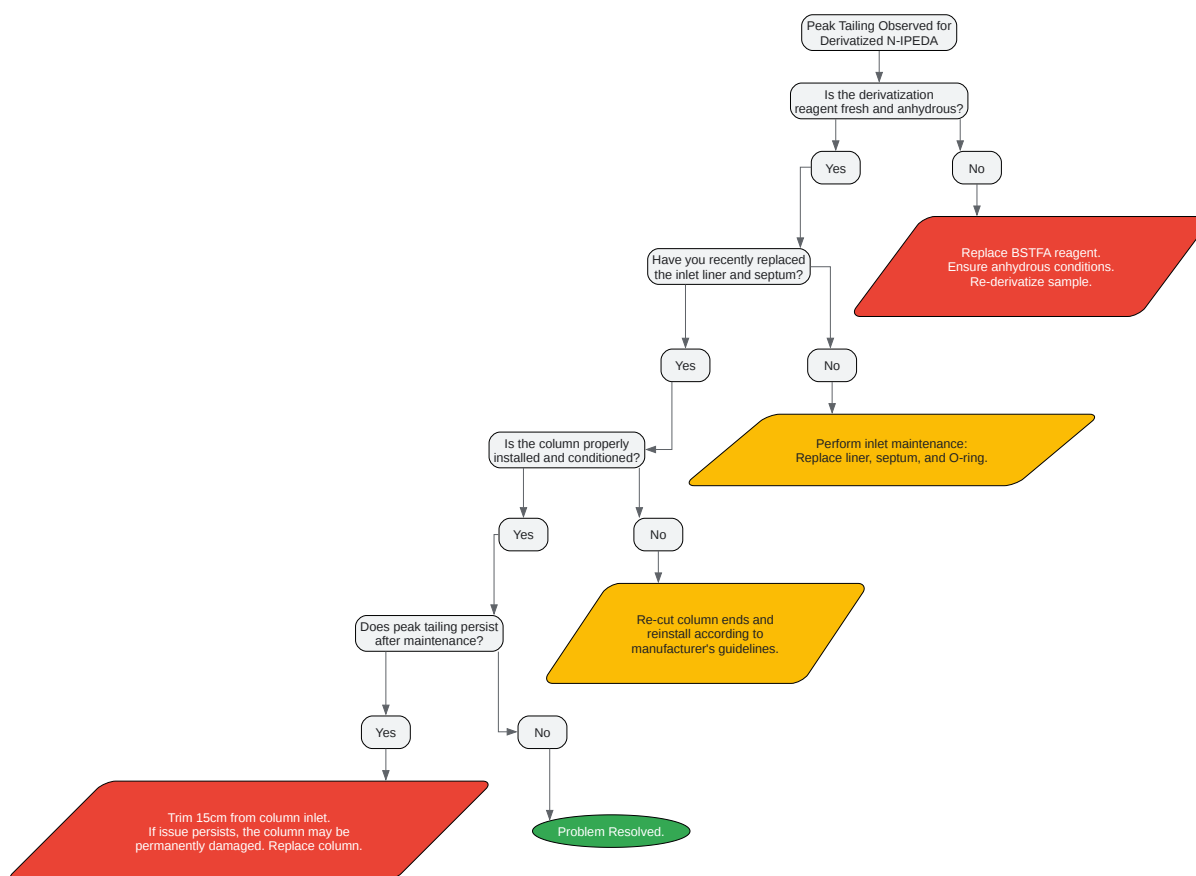 Peak Tailing Observed for
Derivatized N-IPEDA
Is the derivatization
reagent fresh and anhydrous?
Yes
No
Replace BSTFA reagent.
Ensure anhydrous conditions.
Re-derivatize sample.
Have you recently replaced
the inlet liner and septum?
Yes
No
Perform inlet maintenance:
Replace liner, septum, and O-ring.
Is the column properly
installed and conditioned?
Yes
No
Re-cut column ends and
reinstall according to
manufacturer's guidelines.
Does peak tailing persist
after maintenance?
Yes
No
Trim 15cm from column inlet.
If issue persists, the column may be
permanently damaged. Replace column.
Problem Resolved.